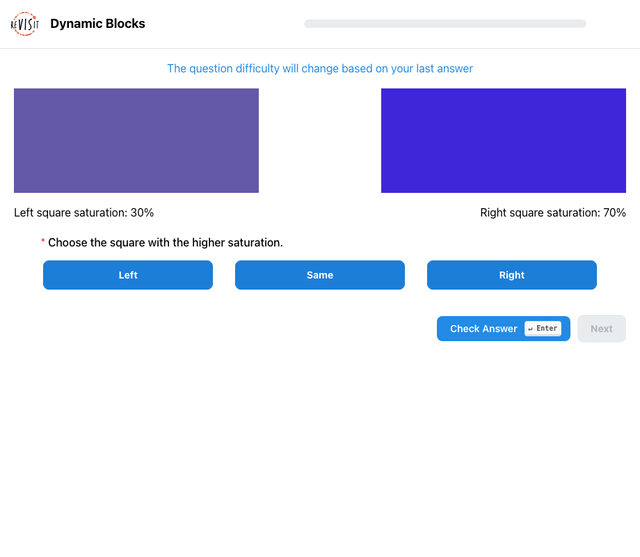 REVISIT
Dynamic Blocks
The question difficulty will change based on your last answer
Left square saturation: 30%
Right square saturation: 70%
* Choose the square with the higher saturation.
Left
Same
Right
Check Answer
↵ Enter
Next